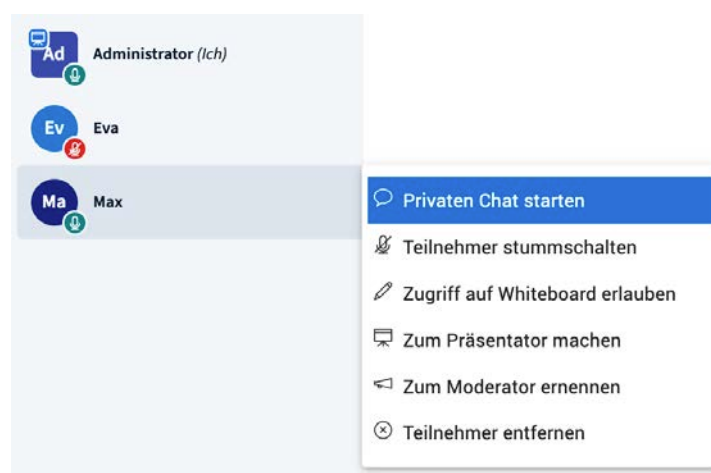 Ad Administrator (Ich)
Ev Eva
Ma Max
Privaten Chat starten
Teilnehmer stummschalten
Zugriff auf Whiteboard erlauben
Zum Präsentator machen
Zum Moderator ernennen
Teilnehmer entfernen